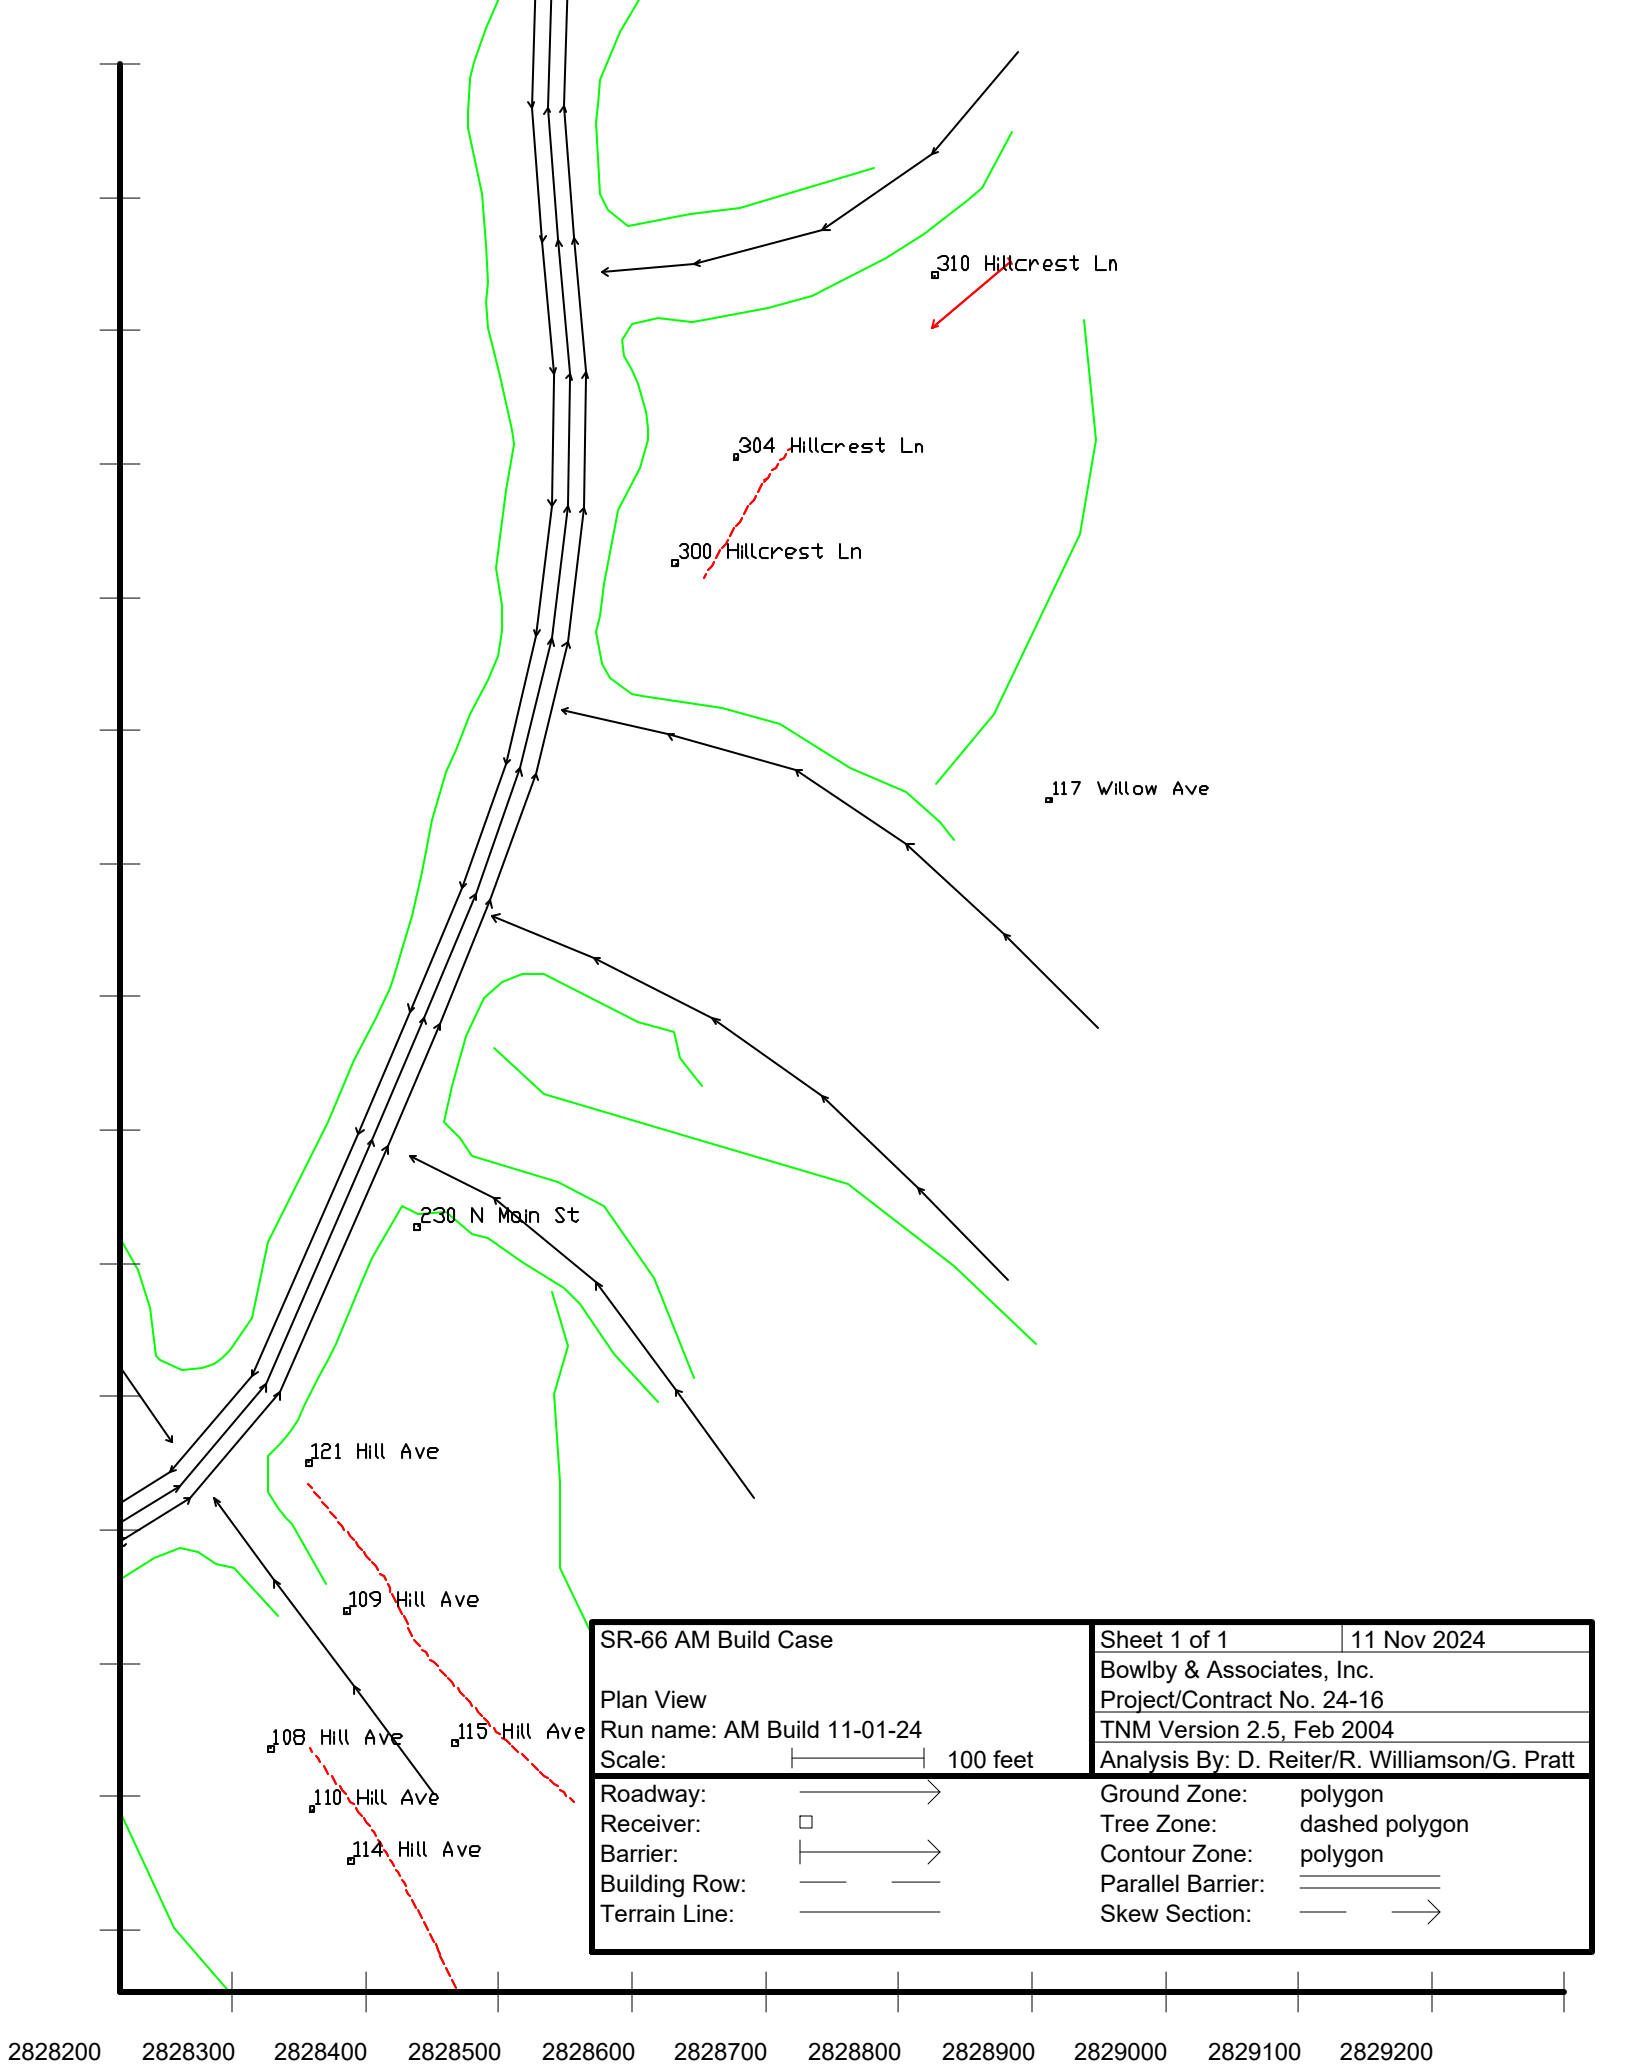 310 Hillcrest Ln
304 Hillcrest Ln
300 Hillcrest Ln
117 Willow Ave
230 N Main St
121 Hill Ave
109 Hill Ave
115 Hill Ave
108 Hill Ave
110 Hill Ave
114 Hill Ave
SR-66 AM Build Case
Plan View
Run name: AM Build 11-01-24
Scale: 100 feet
Sheet 1 of 1 11 Nov 2024
Bowlby & Associates, Inc.
Project/Contract No. 24-16
TNM Version 2.5, Feb 2004
Analysis By: D. Reiter/R. Williamson/G. Pratt
Roadway:
Receiver:
Barrier:
Building Row:
Terrain Line:
Ground Zone: polygon
Tree Zone: dashed polygon
Contour Zone: polygon
Parallel Barrier:
Skew Section:
2828200 2828300 2828400 2828500 2828600 2828700 2828800 2828900 2829000 2829100 2829200